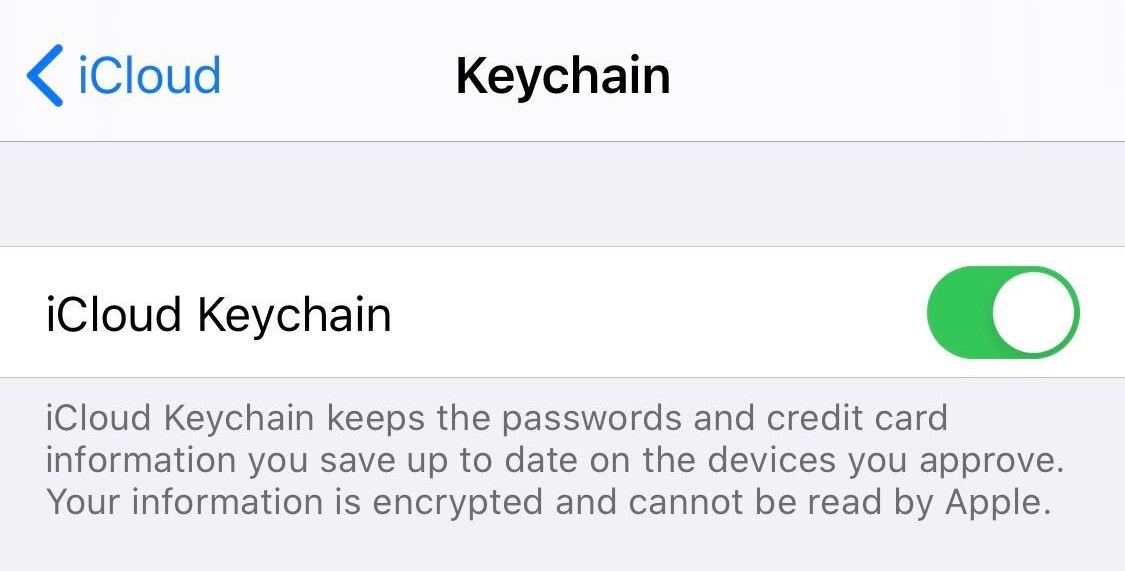 iCloud Keychain
iCloud Keychain
iCloud Keychain keeps the passwords and credit card
information you save up to date on the devices you approve.
Your information is encrypted and cannot be read by Apple.